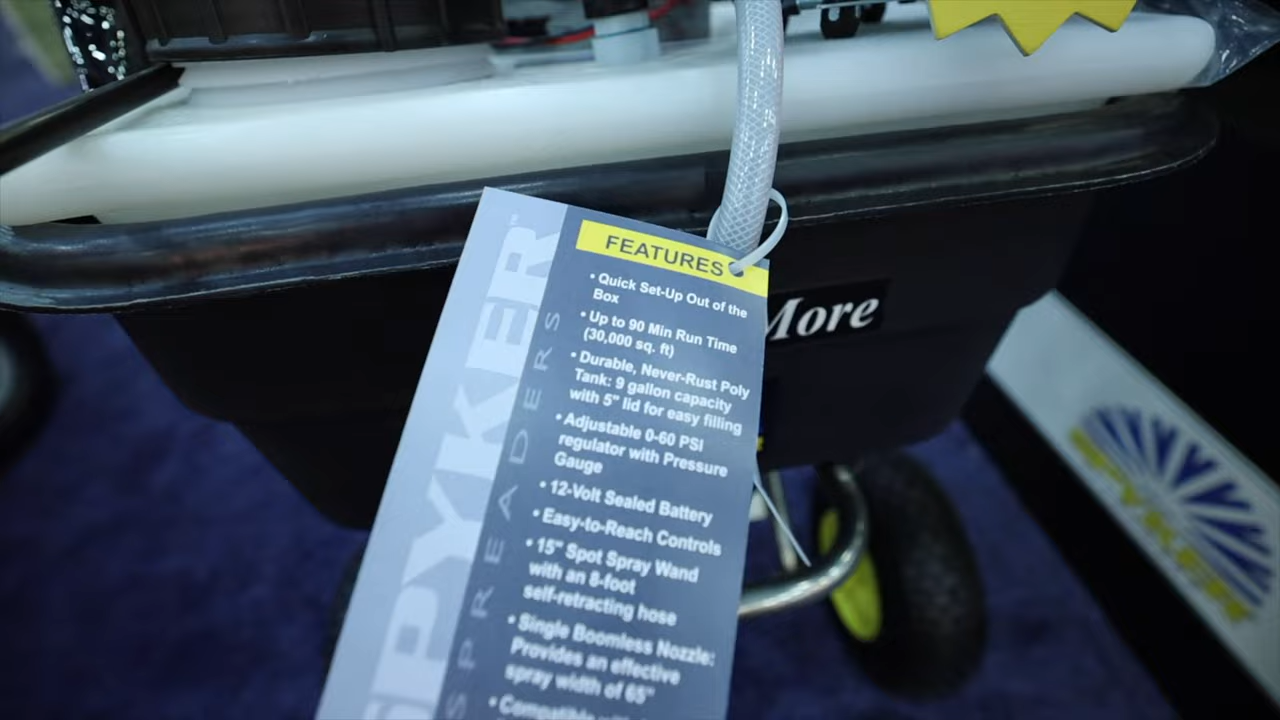 SPYKER™
SPREADERS
FEATURES
• Quick Set-Up Out of the
Box
• Up to 90 Min Run Time
(30,000 sq. ft)
• Durable, Never-Rust Poly
Tank: 9 gallon capacity
with 5" lid for easy filling
• Adjustable 0-60 PSI
regulator with Pressure
Gauge
• 12-Volt Sealed Battery
• Easy-to-Reach Controls
• 15" Spot Spray Wand
with an 8-foot
self-retracting hose
• Single Boomless Nozzle:
Provides an effective
spray width of 65"
• Compatible
More
SPYKER